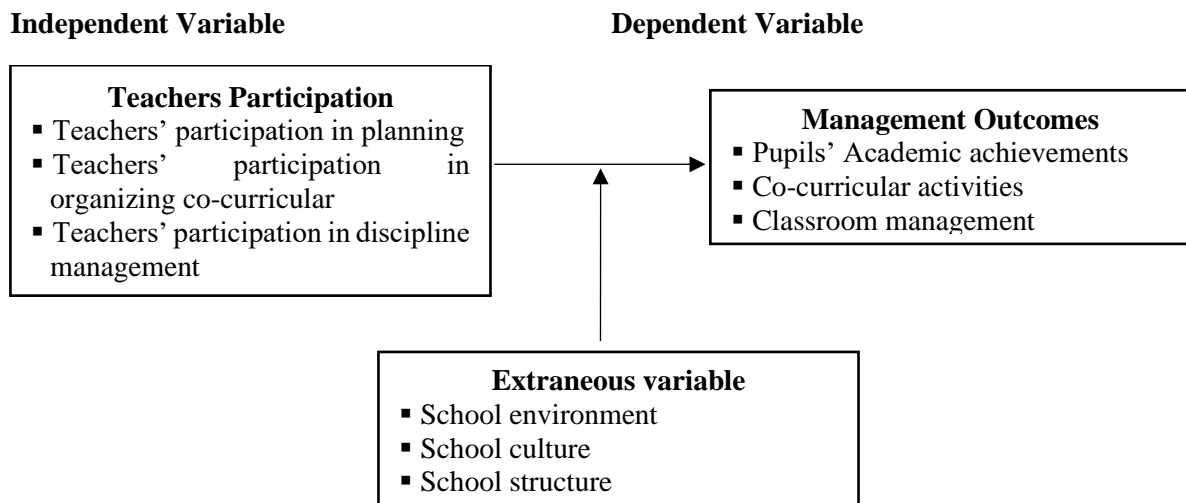 Independent Variable
Dependent Variable
Teachers Participation
▪ Teachers’ participation in planning
▪ Teachers’ participation in
organizing co-curricular
▪ Teachers’ participation in discipline
management
Management Outcomes
▪ Pupils’ Academic achievements
▪ Co-curricular activities
▪ Classroom management
Extraneous variable
▪ School environment
▪ School culture
▪ School structure